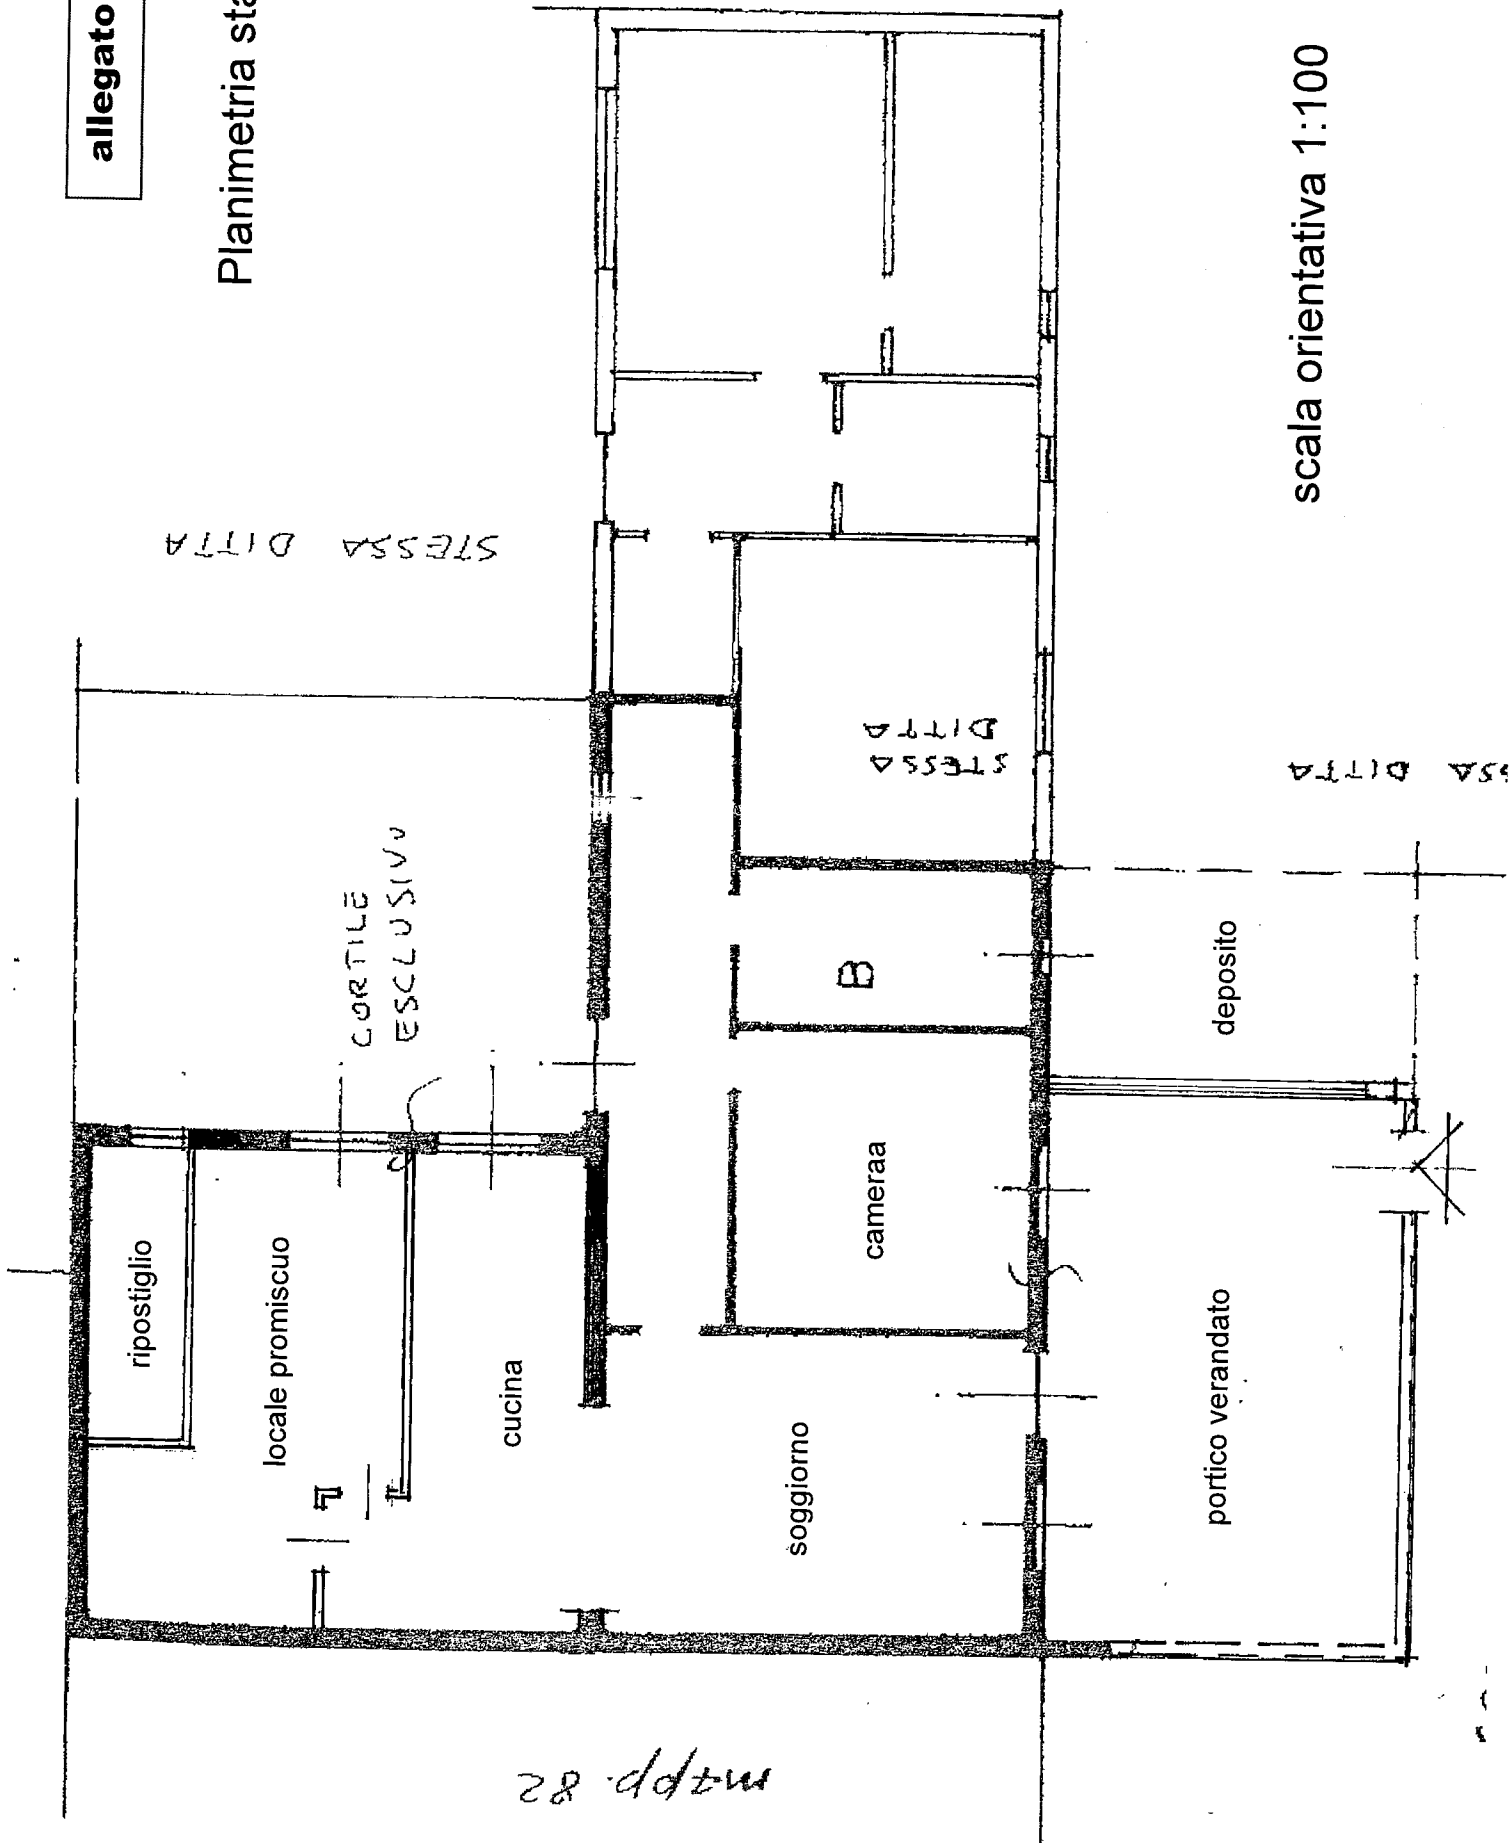 allegato
Planimetria sta
STESSA DITTA
CORTILE
ESCLUSIVO
ripostiglio
locale promiscuo
cucina
soggiorno
cameraa
B
STESSA
DITTA
deposito
portico verandato
SSA DITTA
scala orientativa 1:100
mapp. 82